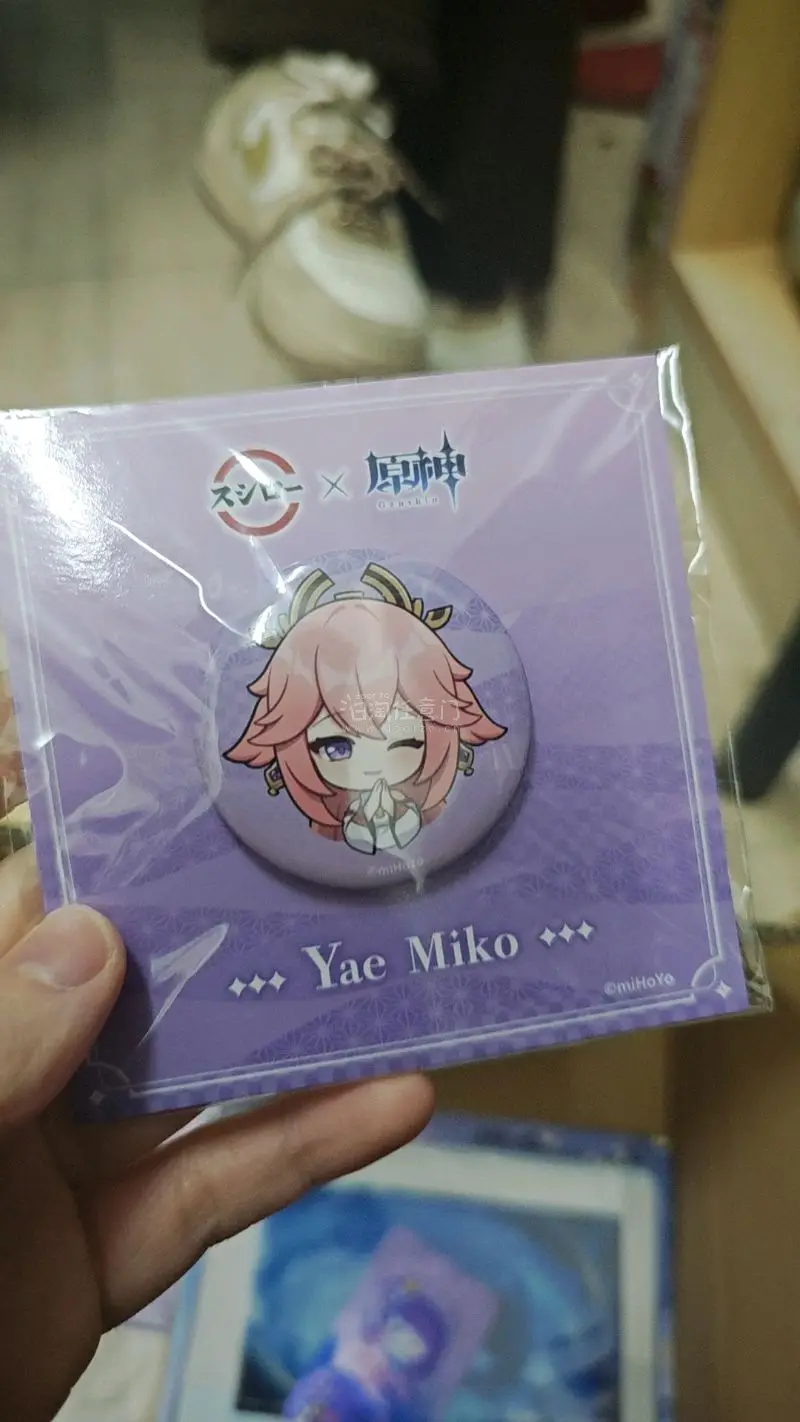 スシロー × 原神
Genshin
©miHoYo
Yae Miko
©miHoYo